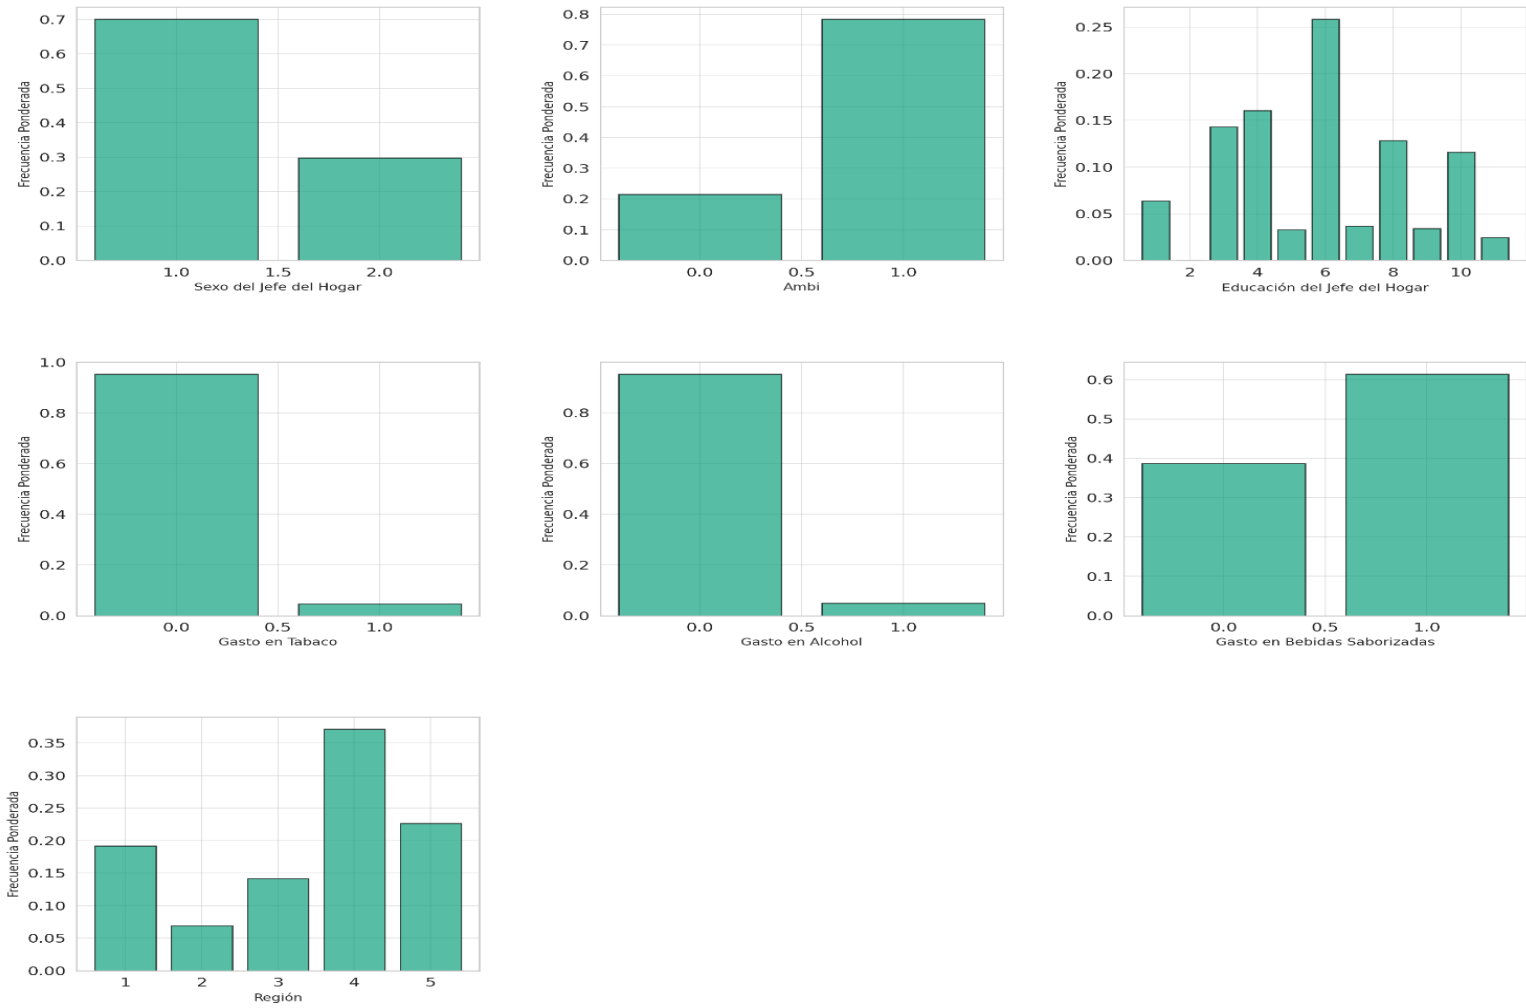 0.7
0.6
0.5
0.4
0.3
0.2
0.1
0.0
Frecuencia Ponderada
1.0 1.5 2.0
Sexo del Jefe del Hogar
0.8
0.7
0.6
0.5
0.4
0.3
0.2
0.1
0.0
Frecuencia Ponderada
0.0 0.5 1.0
Ambi
0.25
0.20
0.15
0.10
0.05
0.00
Frecuencia Ponderada
2 4 6 8 10
Educación del Jefe del Hogar
1.0
0.8
0.6
0.4
0.2
0.0
Frecuencia Ponderada
0.0 0.5 1.0
Gasto en Tabaco
0.8
0.6
0.4
0.2
0.0
Frecuencia Ponderada
0.0 0.5 1.0
Gasto en Alcohol
0.6
0.5
0.4
0.3
0.2
0.1
0.0
Frecuencia Ponderada
0.0 0.5 1.0
Gasto en Bebidas Saborizadas
0.35
0.30
0.25
0.20
0.15
0.10
0.05
0.00
Frecuencia Ponderada
1 2 3 4 5
Región